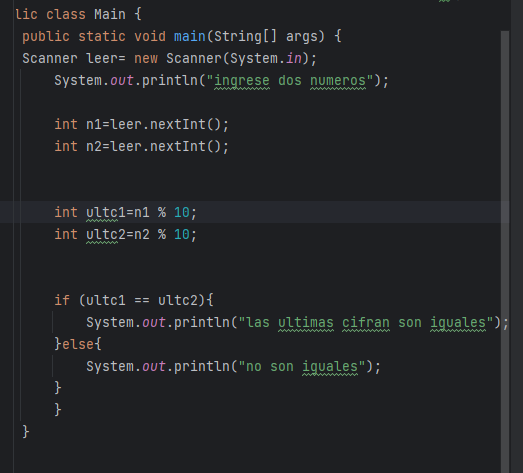 lic class Main {
public static void main(String[] args) {
Scanner leer= new Scanner(System.in);
System.out.println("ingrese dos numeros");
int n1=leer.nextInt();
int n2=leer.nextInt();
int ultc1=n1 % 10;
int ultc2=n2 % 10;
if (ultc1 == ultc2){
System.out.println("las ultimas cifran son iguales");
}else{
System.out.println("no son iguales");
}
}
}